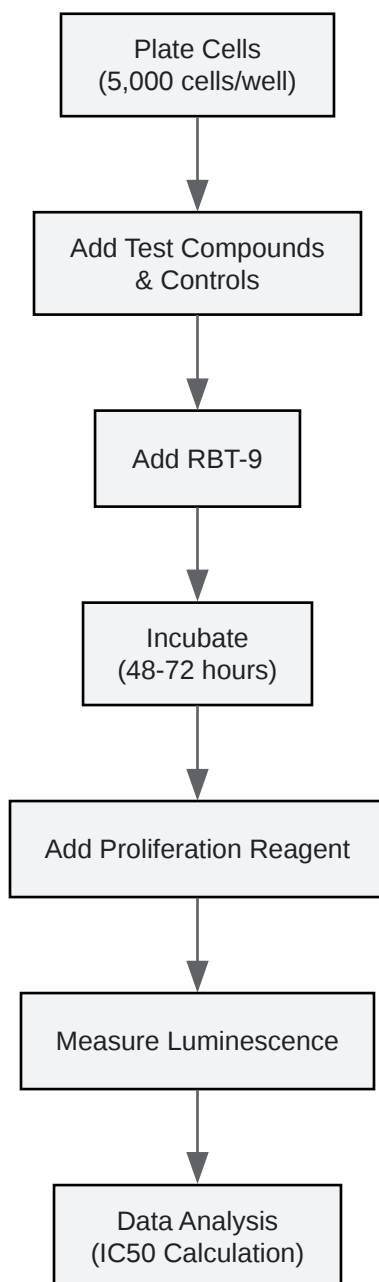 Plate Cells
(5,000 cells/well)
Add Test Compounds
& Controls
Add RBT-9
Incubate
(48-72 hours)
Add Proliferation Reagent
Measure Luminescence
Data Analysis
(IC50 Calculation)